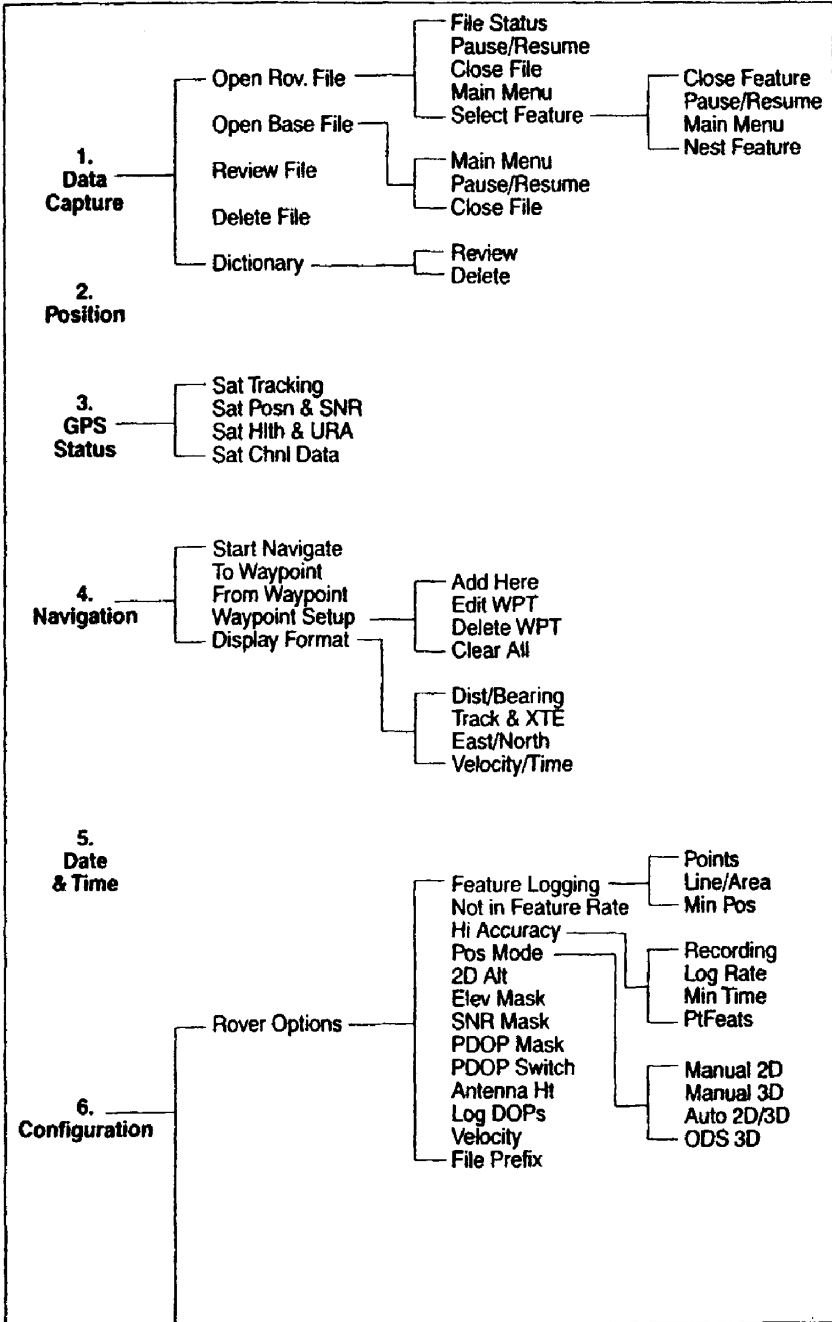 1.
Data
Capture
Open Rov. File
File Status
Pause/Resume
Close File
Main Menu
Select Feature
Close Feature
Pause/Resume
Main Menu
Nest Feature
Open Base File
Main Menu
Pause/Resume
Close File
Review File
Delete File
Dictionary
Review
Delete
2.
Position
3.
GPS
Status
Sat Tracking
Sat Posn & SNR
Sat Hlth & URA
Sat Chnl Data
4.
Navigation
Start Navigate
To Waypoint
From Waypoint
Waypoint Setup
Display Format
Add Here
Edit WPT
Delete WPT
Clear All
Dist/Bearing
Track & XTE
East/North
Velocity/Time
5.
Date
& Time
6.
Configuration
Rover Options
Feature Logging
Not in Feature Rate
Hi Accuracy
Pos Mode
2D Alt
Elev Mask
SNR Mask
PDOP Mask
PDOP Switch
Antenna Ht
Log DOPs
Velocity
File Prefix
Points
Line/Area
Min Pos
Recording
Log Rate
Min Time
PtFeats
Manual 2D
Manual 3D
Auto 2D/3D
ODS 3D